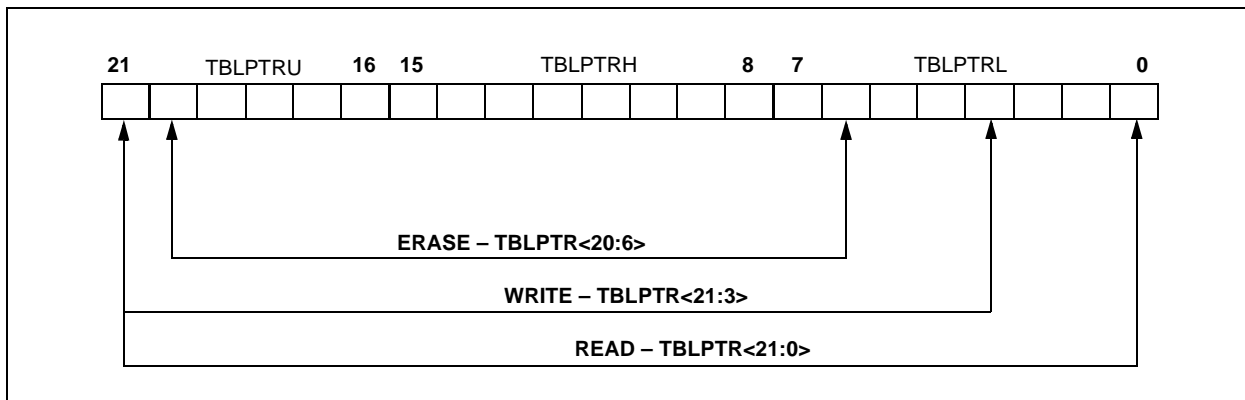 21 TBLPTRU 16 15 TBLPTRH 8 7 TBLPTRL 0
ERASE – TBLPTR<20:6>
WRITE – TBLPTR<21:3>
READ – TBLPTR<21:0>